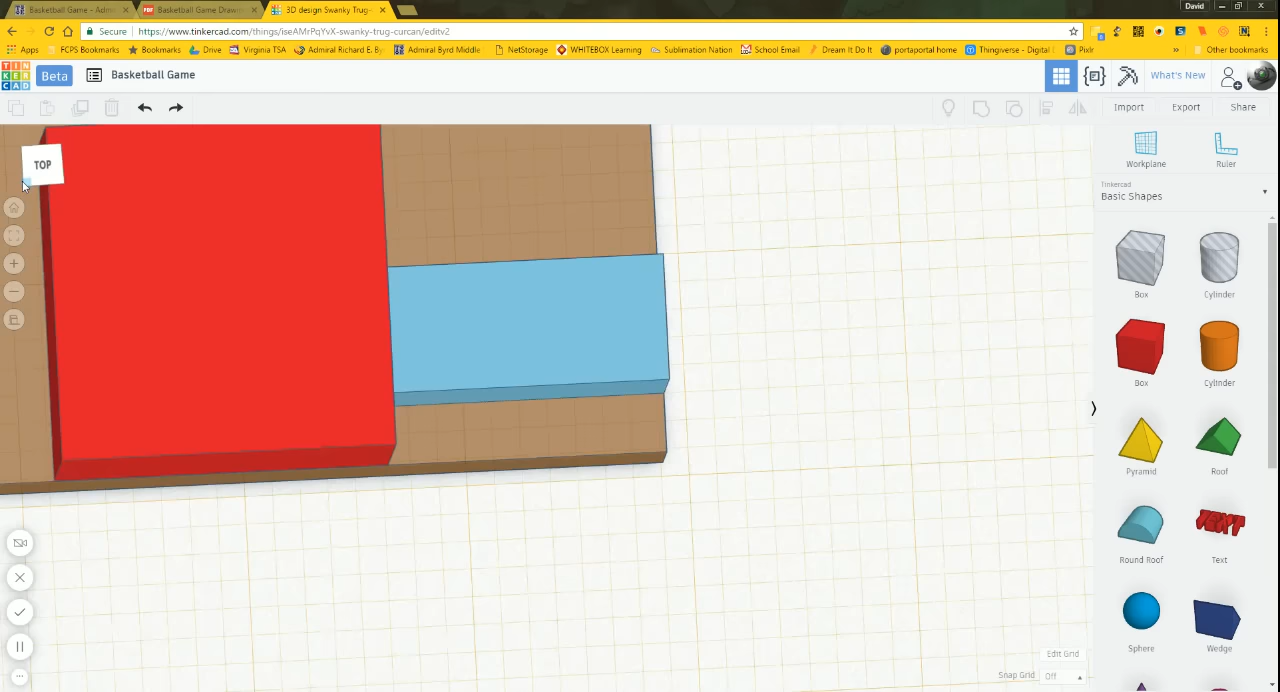 Basketball Game - Admi
Basketball Game Drawin
3D design Swanky Trug-
David
Secure
https://www.tinkercad.com/things/iseAMrPqYvX-swanky-trug-curcan/editv2
Apps
FCPS Bookmarks
Bookmarks
Drive
Virginia TSA
Admiral Richard E. By
Admiral Byrd Middle
NetStorage
WHITEBOX Learning
Sublimation Nation
School Email
Dream It Do It
portaportal home
Thingiverse - Digital
Pixlr
Other bookmarks
TIN
KER
CAD
Beta
Basketball Game
What's New
Import
Export
Share
TOP
Workplane
Ruler
Tinkercad
Basic Shapes
Box
Cylinder
Box
Cylinder
Pyramid
Roof
TEXT
Round Roof
Text
Sphere
Wedge
Edit Grid
Snap Grid
Off